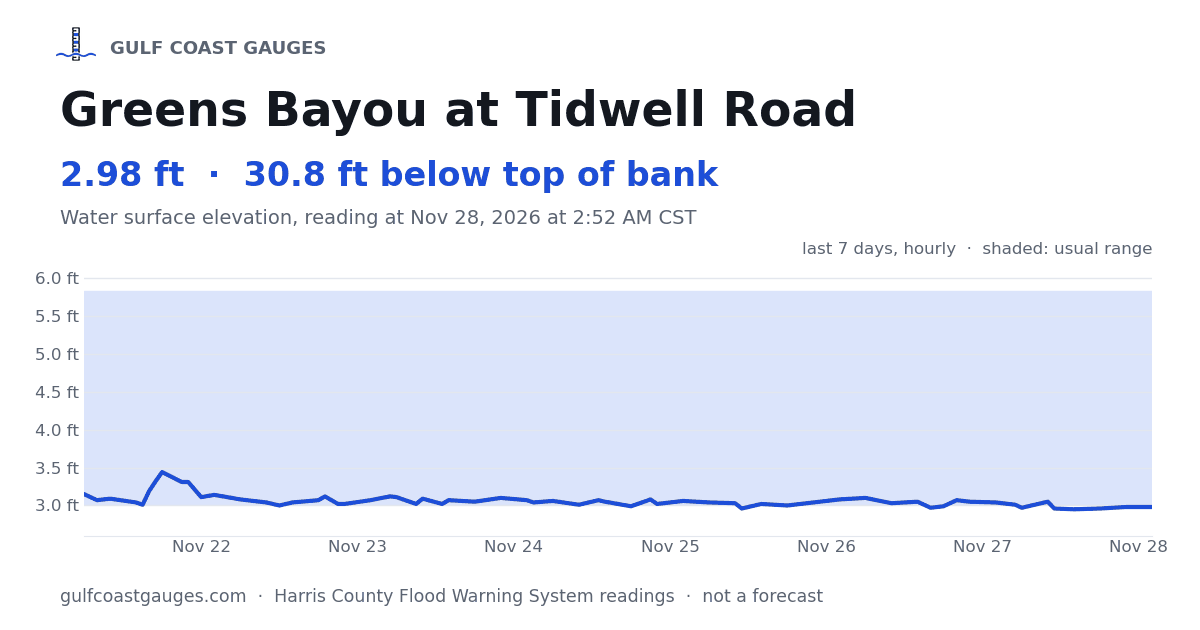 GULF COAST GAUGES
Greens Bayou at Tidwell Road
2.98 ft · 30.8 ft below top of bank
Water surface elevation, reading at Nov 28, 2026 at 2:52 AM CST
last 7 days, hourly · shaded: usual range
6.0 ft
5.5 ft
5.0 ft
4.5 ft
4.0 ft
3.5 ft
3.0 ft
Nov 22 Nov 23 Nov 24 Nov 25 Nov 26 Nov 27 Nov 28
gulfcoastgauges.com · Harris County Flood Warning System readings · not a forecast